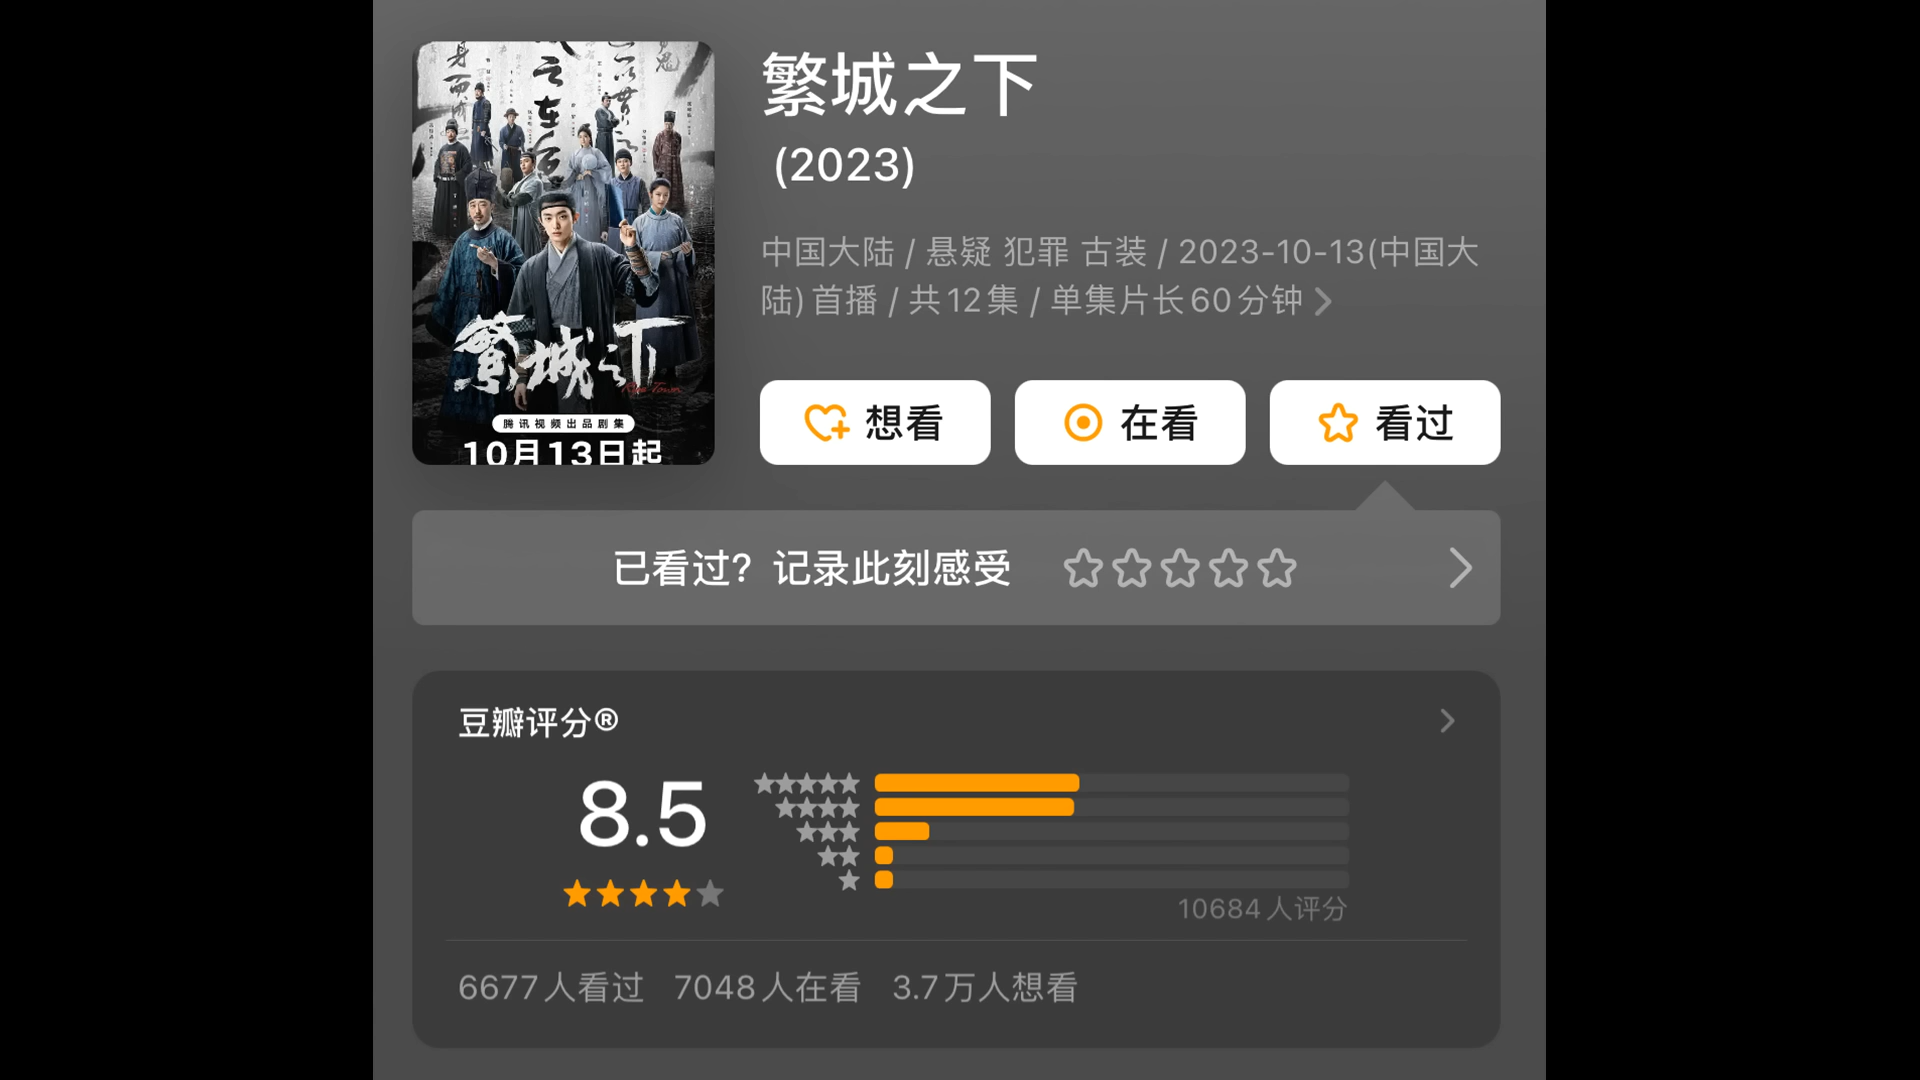 繁城之下
(2023)
中国大陆 / 悬疑 犯罪 古装 / 2023-10-13(中国大
陆)首播 / 共12集 / 单集片长60分钟
想看
在看
看过
繁城之下
腾讯视频出品剧集
10月13日起
已看过? 记录此刻感受
豆瓣评分®
8.5
10684人评分
6677人看过 7048人在看 3.7万人想看